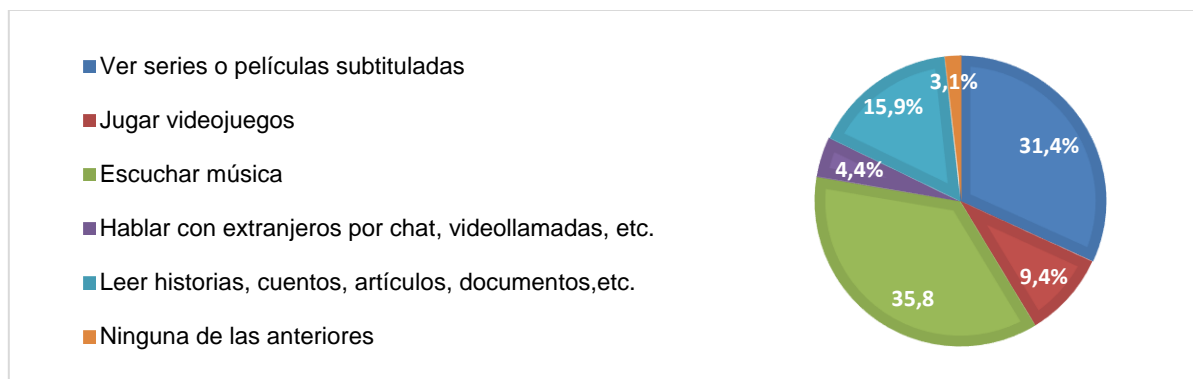 Ver series o películas subtituladas
Jugar videojuegos
Escuchar música
Hablar con extranjeros por chat, videollamadas, etc.
Leer historias, cuentos, artículos, documentos,etc.
Ninguna de las anteriores
3,1%
15,9%
31,4%
4,4%
9,4%
35,8